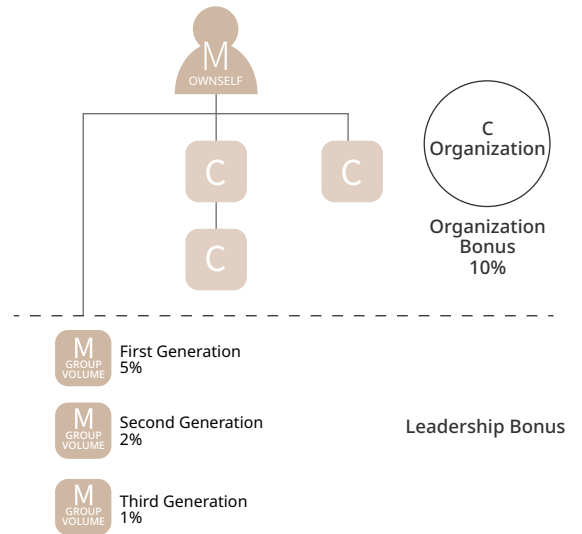 M
OWNSELF
C
C
C
Organization
Organization
Bonus
10%
C
M
GROUP
VOLUME
First Generation
5%
M
GROUP
VOLUME
Second Generation
2%
Leadership Bonus
M
GROUP
VOLUME
Third Generation
1%